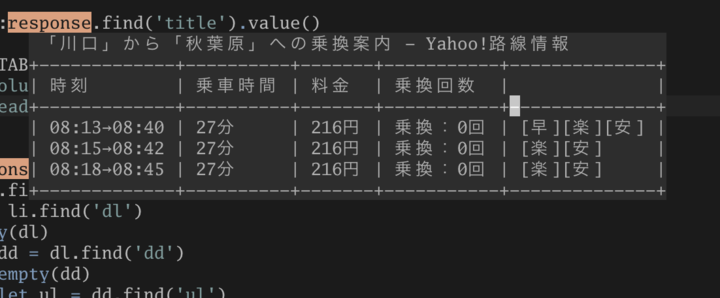 :response.find('title').value()
「川口」から「秋葉原」への乗換案内 – Yahoo!路線情報
TAB+-------------+------------+-------+------------+---------------+
olu| 時刻 | 乗車時間 | 料金 | 乗換回数 | |
ead+-------------+------------+-------+------------+---------------+
| 08:13→08:40 | 27分 | 216円 | 乗換：0回 | [早][楽][安] |
| 08:15→08:42 | 27分 | 216円 | 乗換：0回 | [楽][安] |
ons| 08:18→08:45 | 27分 | 216円 | 乗換：0回 | [楽][安] |
.fi+-------------+------------+-------+------------+---------------+
li.find('dl')
y(dl)
dd = dl.find('dd')
empty(dd)
let ul = dd.find('ul')